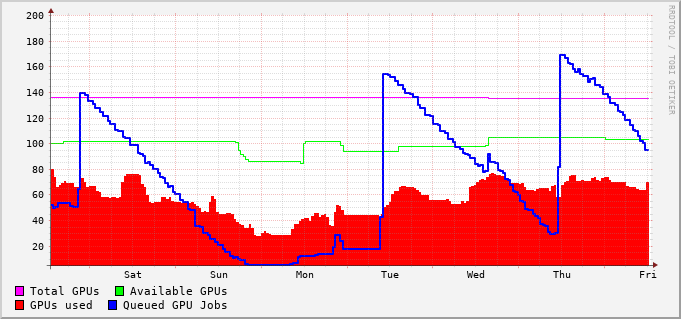 200
180
160
140
120
100
80
60
40
20
Sat Sun Mon Tue Wed Thu Fri
RRDTOOL / TOBI OETIKER
Total GPUs Available GPUs
GPUs used Queued GPU Jobs